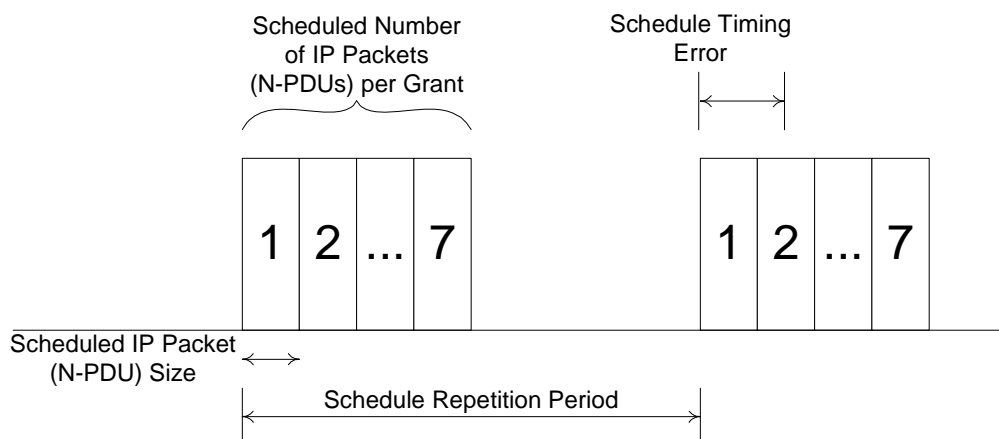 Scheduled Number
of IP Packets
(N-PDUs) per Grant
Schedule Timing
Error
1 2 ... 7
1 2 ... 7
Scheduled IP Packet
(N-PDU) Size
Schedule Repetition Period